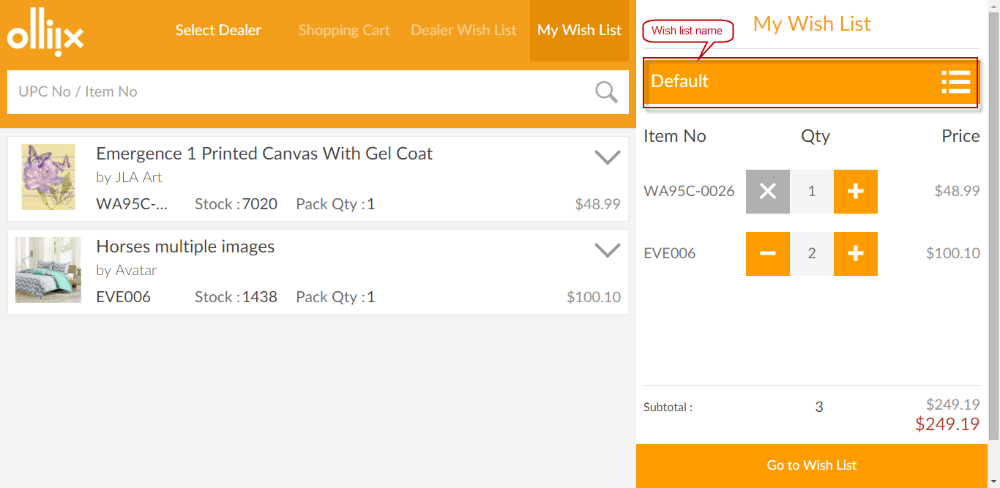 olliix
Select Dealer
Shopping Cart
Dealer Wish List
My Wish List
UPC No / Item No
Emergence 1 Printed Canvas With Gel Coat
by JLA Art
WA95C-... Stock : 7020 Pack Qty : 1 $48.99
Horses multiple images
by Avatar
EVE006 Stock : 1438 Pack Qty : 1 $100.10
Wish list name
My Wish List
Default
Item No Qty Price
WA95C-0026 1 $48.99
EVE006 2 $100.10
Subtotal : 3 $249.19
$249.19
Go to Wish List